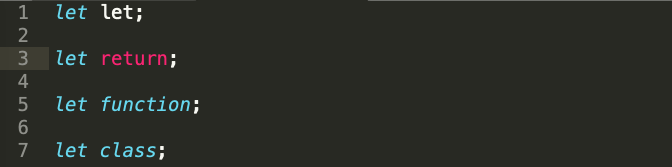 1 let let;
2
3 let return;
4
5 let function;
6
7 let class;